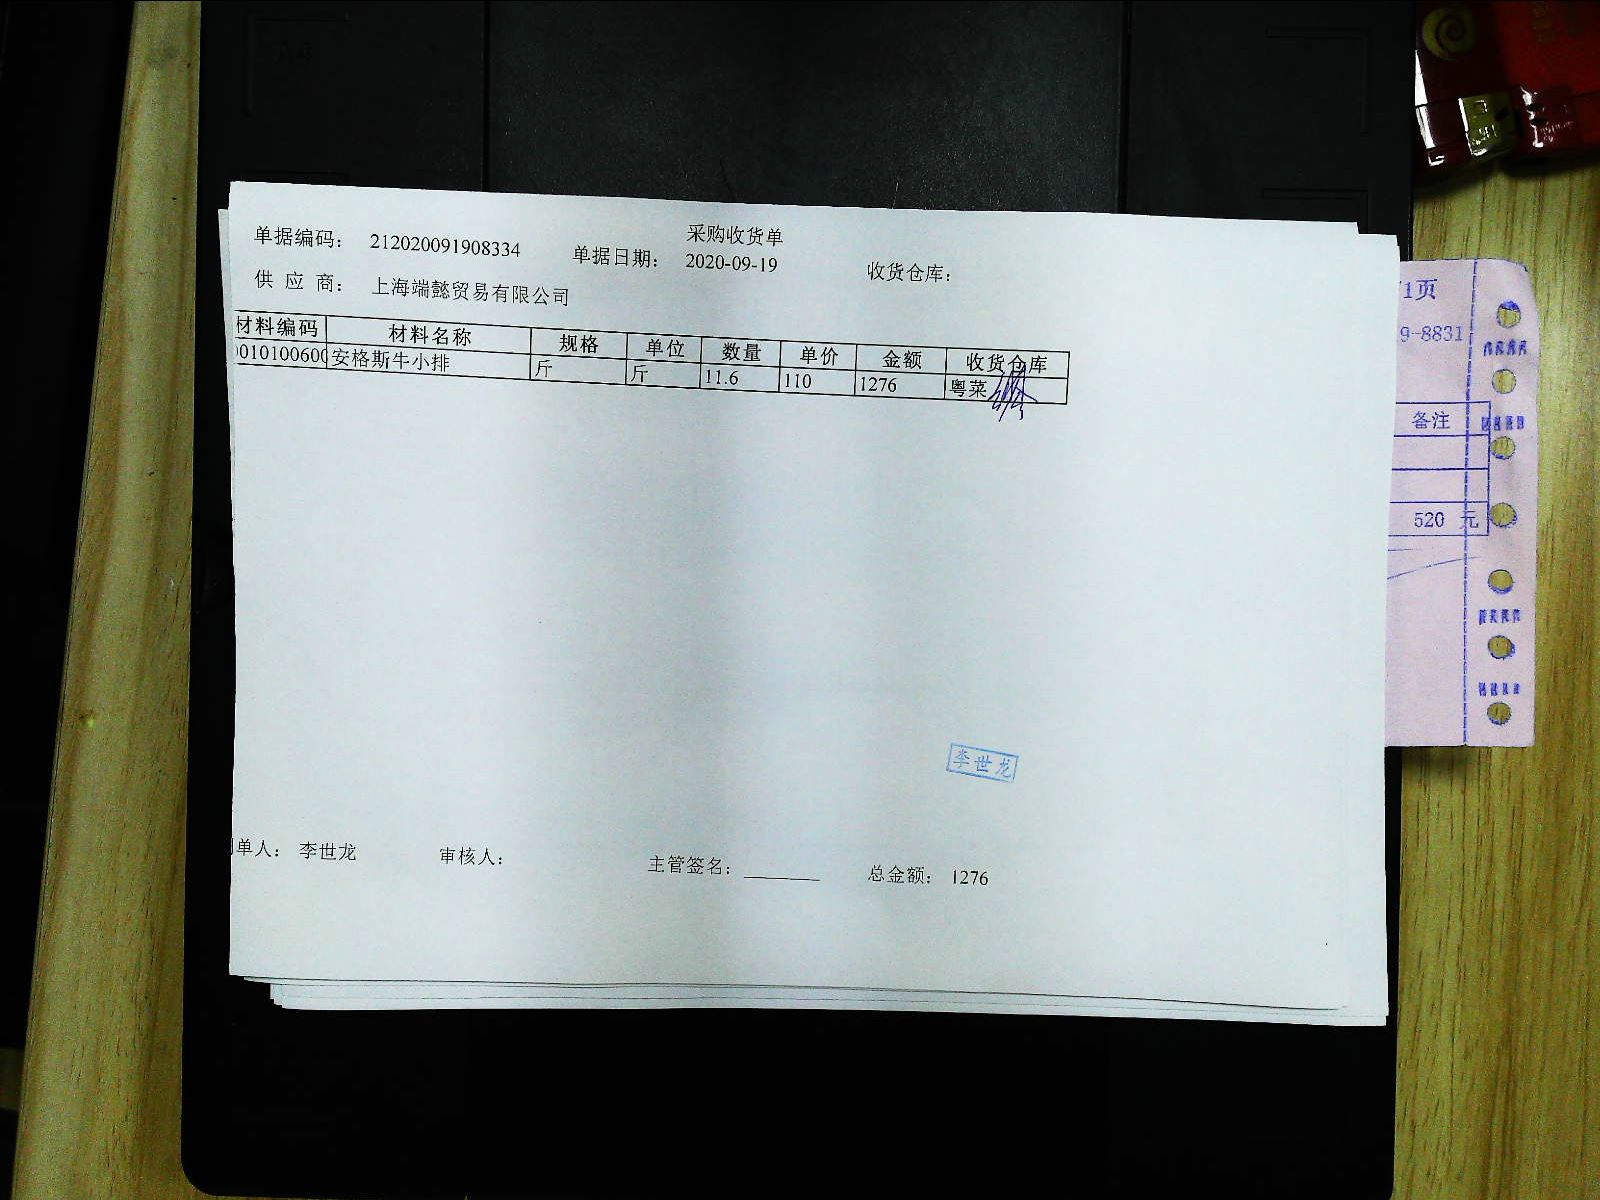 采购收货单
单据编码： 212020091908334 单据日期： 2020-09-19 收货仓库：
供 应 商： 上海端懿贸易有限公司
材料编码 材料名称 规格 单位 数量 单价 金额 收货仓库
0010100600 安格斯牛小排 斤 斤 11.6 110 1276 粤菜
李世龙
制单人： 李世龙 审核人： 主管签名： ________ 总金额： 1276
/1页
9-8831
备注
520 元